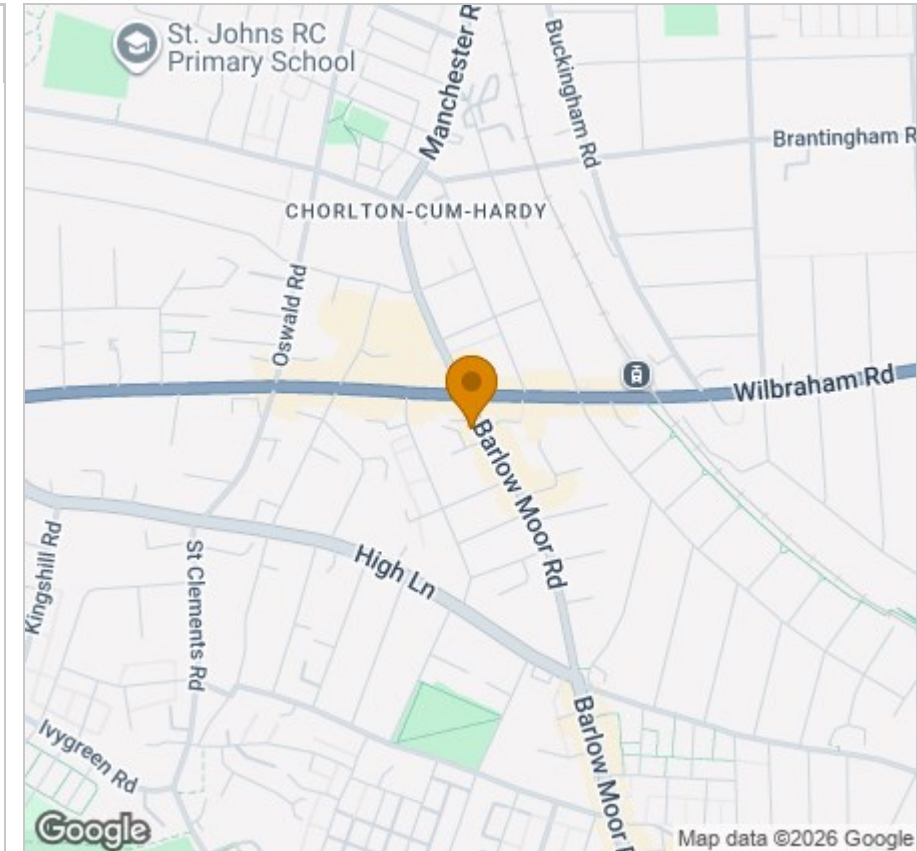 St. Johns RC
Primary School
Manchester R
Buckingham Rd
Brantingham R
CHORLTON-CUM-HARDY
Oswald Rd
Wilbraham Rd
Barlow Moor Rd
High Ln
Kingshill Rd
St Clements Rd
Ivygreen Rd
Barlow Moor R
Google
Map data ©2026 Google